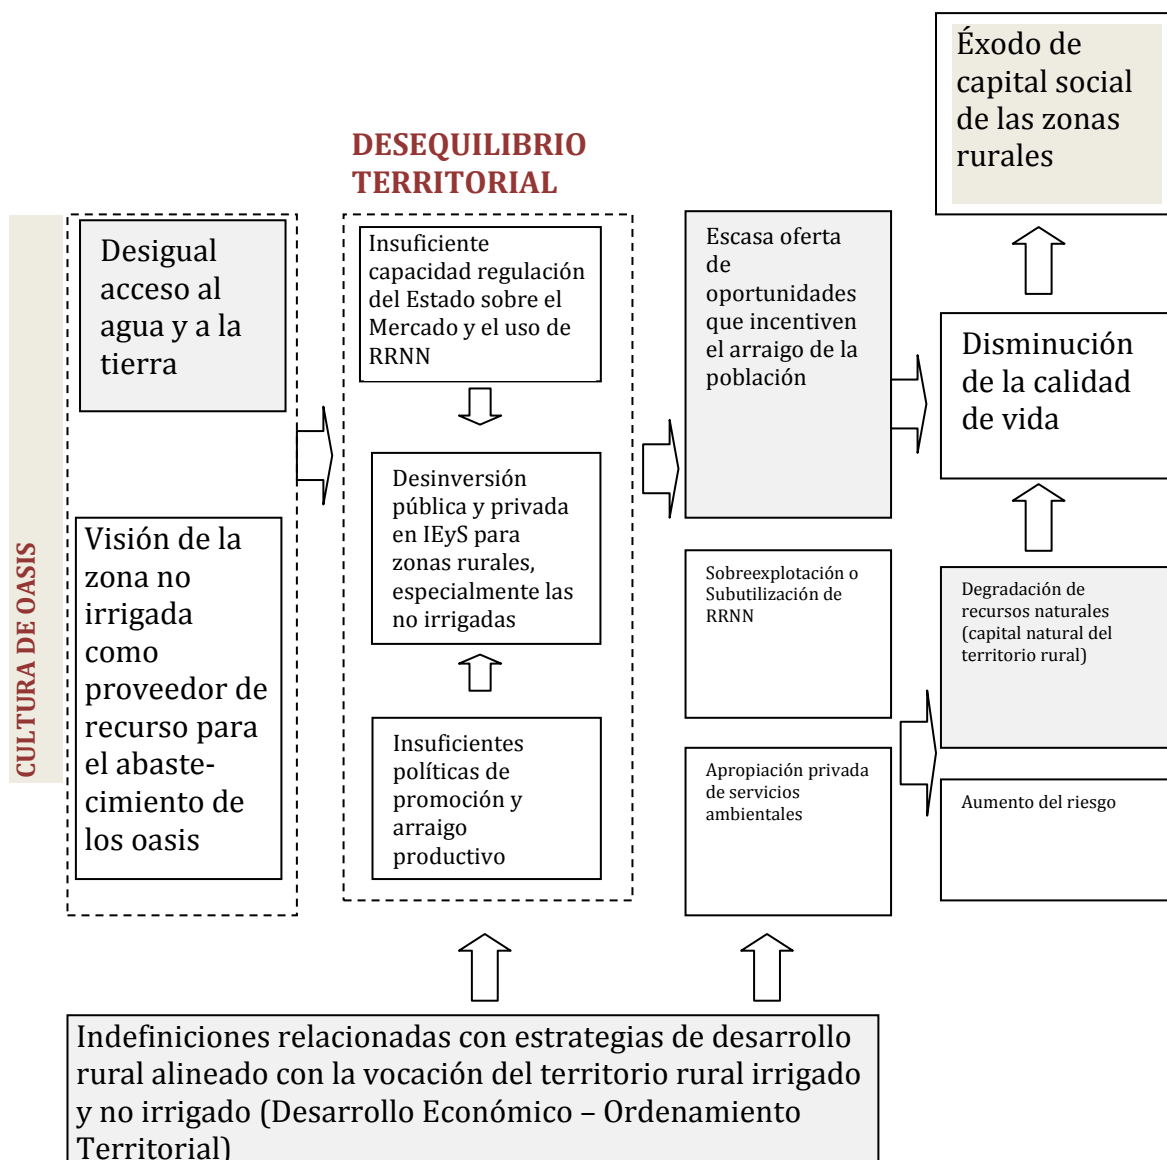 CULTURA DE OASIS
Desigual
acceso al
agua y a la
tierra
Visión de la
zona no
irrigada
como
proveedor de
recurso para
el abaste-
cimiento de
los oasis
DESEQUILIBRIO
TERRITORIAL
Insuficiente
capacidad regulación
del Estado sobre el
Mercado y el uso de
RRNN
Desinversión
pública y privada
en IEyS para
zonas rurales,
especialmente las
no irrigadas
Insuficientes
políticas de
promoción y
arraigo
productivo
Escasa oferta
de
oportunidades
que incentiven
el arraigo de la
población
Sobreexplotación o
Subutilización de
RRNN
Apropiación privada
de servicios
ambientales
Éxodo de
capital social
de las zonas
rurales
Disminución
de la calidad
de vida
Degradación de
recursos naturales
(capital natural del
territorio rural)
Aumento del riesgo
Indefiniciones relacionadas con estrategias de desarrollo
rural alineado con la vocación del territorio rural irrigado
y no irrigado (Desarrollo Económico – Ordenamiento
Territorial)